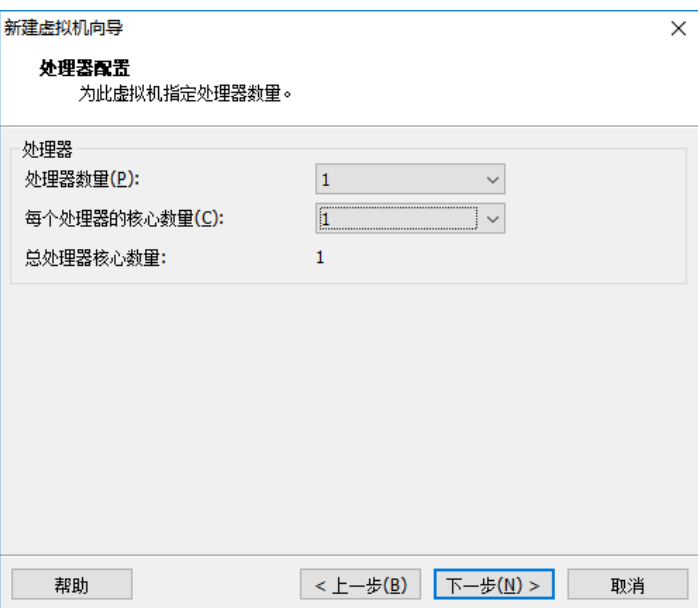 新建虚拟机向导
处理器配置
为此虚拟机指定处理器数量。
处理器
处理器数量(P): 1
每个处理器的核心数量(C): 1
总处理器核心数量: 1
帮助 < 上一步(B) 下一步(N) > 取消